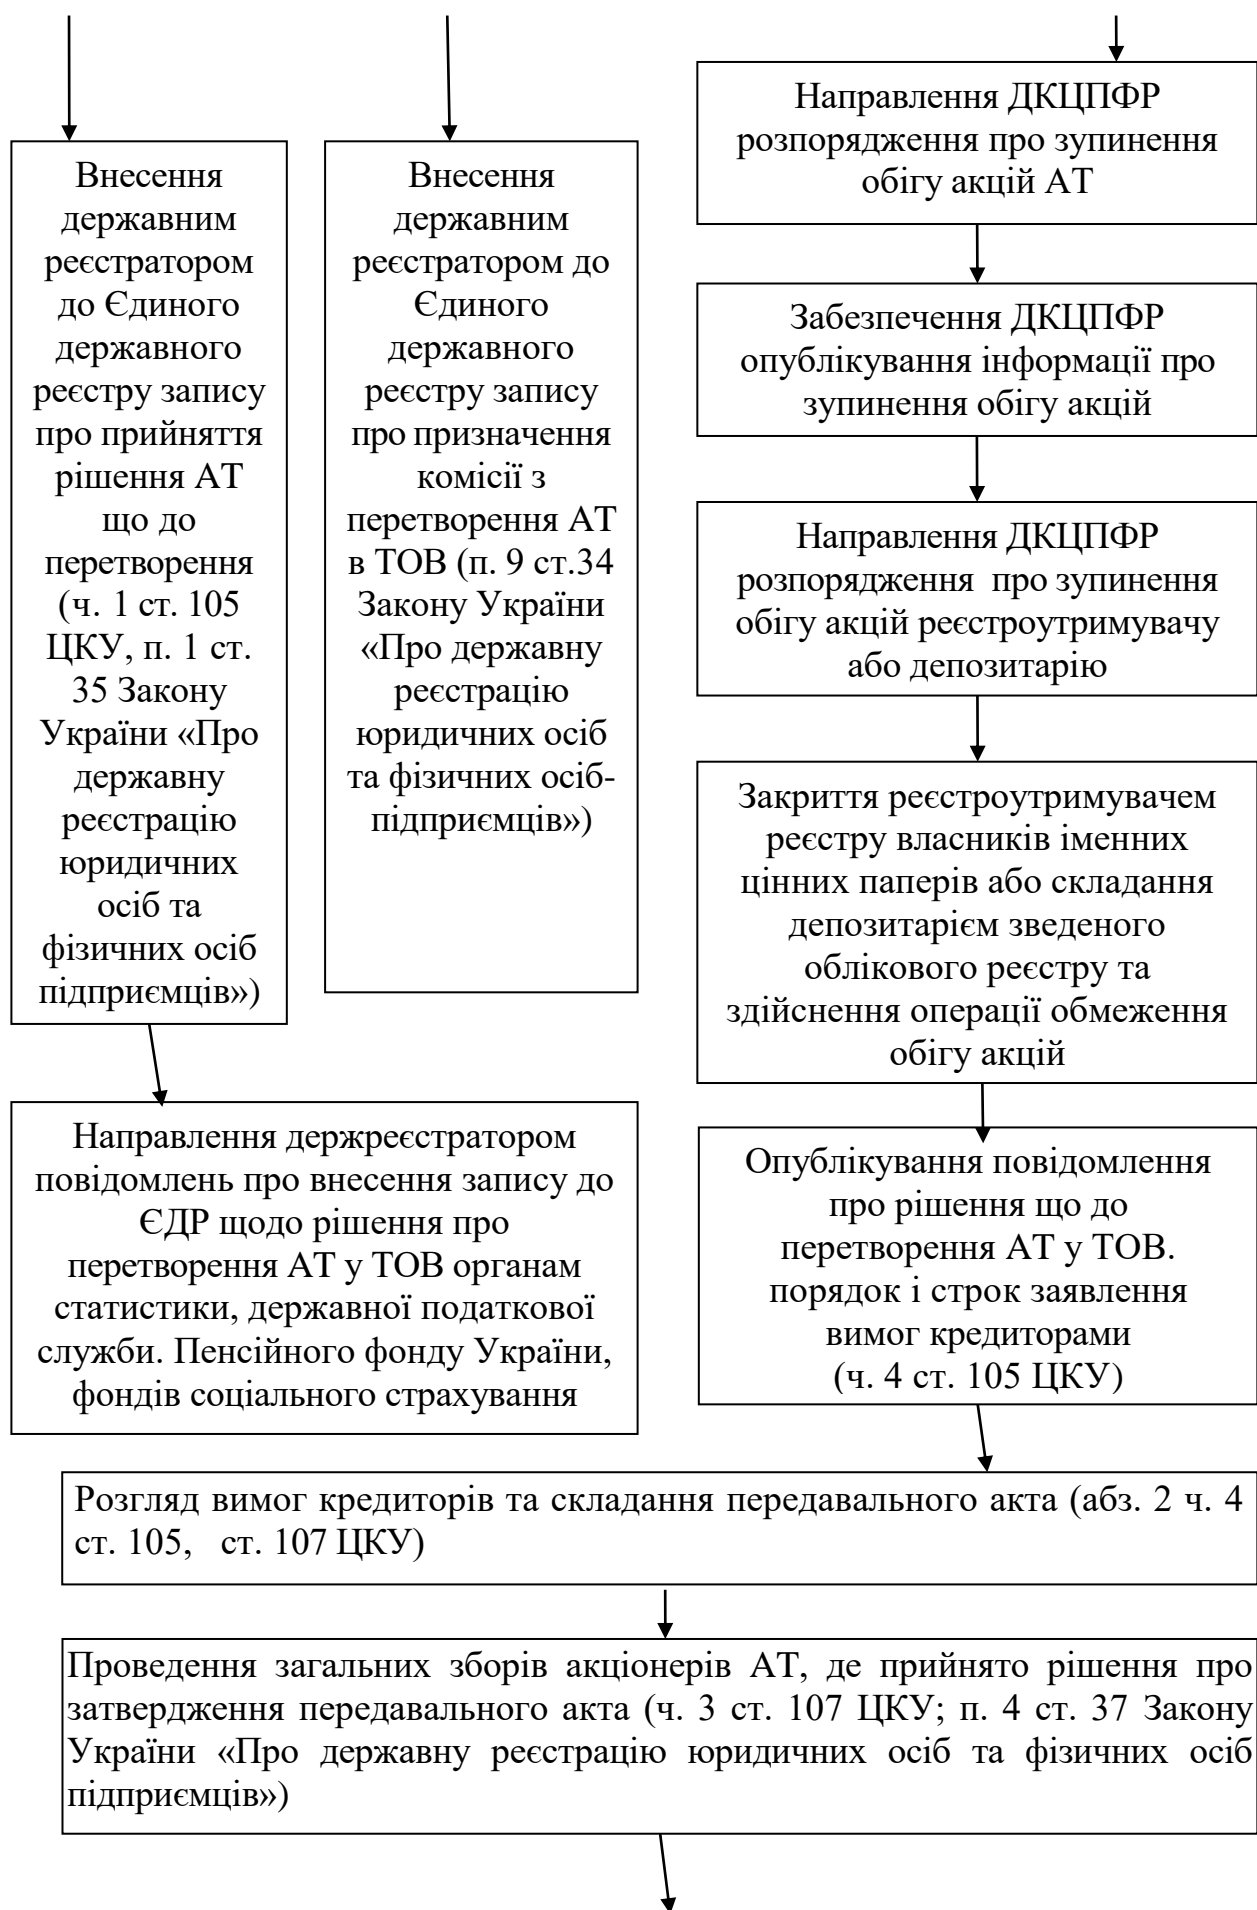 Внесення
державним
реєстратором
до Єдиного
державного
реєстру запису
про прийняття
рішення АТ
що до
перетворення
(ч. 1 ст. 105
ЦКУ, п. 1 ст.
35 Закону
України «Про
державну
реєстрацію
юридичних
осіб та
фізичних осіб
підприємців»)
Внесення
державним
реєстратором до
Єдиного
державного
реєстру запису
про призначення
комісії з
перетворення АТ
в ТОВ (п. 9 ст.34
Закону України
«Про державну
реєстрацію
юридичних осіб
та фізичних осіб-
підприємців»)
Направлення ДКЦПФР
розпорядження про зупинення
обігу акцій АТ
Забезпечення ДКЦПФР
опублікування інформації про
зупинення обігу акцій
Направлення ДКЦПФР
розпорядження  про зупинення
обігу акцій реєстроутримувачу
або депозитарію
Закриття реєстроутримувачем
реєстру власників іменних
цінних паперів або складання
депозитарієм зведеного
облікового реєстру та
здійснення операції обмеження
обігу акцій
Направлення держреєстратором
повідомлень про внесення запису до
ЄДР щодо рішення про
перетворення АТ у ТОВ органам
статистики, державної податкової
служби. Пенсійного фонду України,
фондів соціального страхування
Опублікування повідомлення
про рішення що до
перетворення АТ у ТОВ.
порядок і строк заявлення
вимог кредиторами
(ч. 4 ст. 105 ЦКУ)
Розгляд вимог кредиторів та складання передавального акта (абз. 2 ч. 4
ст. 105,   ст. 107 ЦКУ)
Проведення загальних зборів акціонерів АТ, де прийнято рішення про
затвердження передавального акта (ч. 3 ст. 107 ЦКУ; п. 4 ст. 37 Закону
України «Про державну реєстрацію юридичних осіб та фізичних осіб
підприємців»)